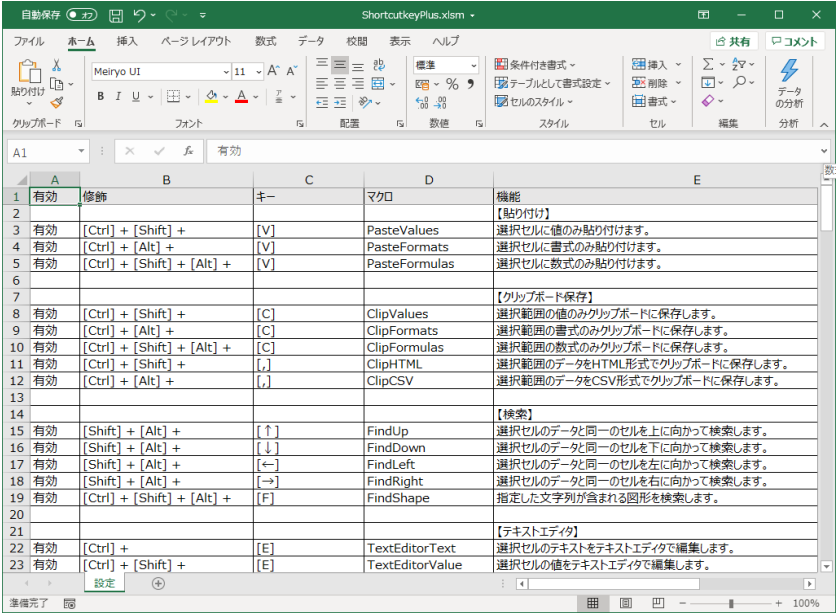 自動保存 オフ ShortcutkeyPlus.xlsm
ファイル ホーム 挿入 ページ レイアウト 数式 データ 校閲 表示 ヘルプ 共有 コメント
貼り付け Meiryo UI 11 標準 条件付き書式 挿入
テーブルとして書式設定 削除 データ
B I U セルのスタイル 書式 の分析
クリップボード フォント 配置 数値 スタイル セル 編集 分析
A1 fx 有効
A B C D E
1 有効 修飾 キー マクロ 機能
2 【貼り付け】
3 有効 [Ctrl] + [Shift] + [V] PasteValues 選択セルに値のみ貼り付けます。
4 有効 [Ctrl] + [Alt] + [V] PasteFormats 選択セルに書式のみ貼り付けます。
5 有効 [Ctrl] + [Shift] + [Alt] + [V] PasteFormulas 選択セルに数式のみ貼り付けます。
6
7 【クリップボード保存】
8 有効 [Ctrl] + [Shift] + [C] ClipValues 選択範囲の値のみクリップボードに保存します。
9 有効 [Ctrl] + [Alt] + [C] ClipFormats 選択範囲の書式のみクリップボードに保存します。
10 有効 [Ctrl] + [Shift] + [Alt] + [C] ClipFormulas 選択範囲の数式のみクリップボードに保存します。
11 有効 [Ctrl] + [Shift] + [,] ClipHTML 選択範囲のデータをHTML形式でクリップボードに保存します。
12 有効 [Ctrl] + [Alt] + [,] ClipCSV 選択範囲のデータをCSV形式でクリップボードに保存します。
13
14 【検索】
15 有効 [Shift] + [Alt] + [↑] FindUp 選択セルのデータと同一のセルを上に向かって検索します。
16 有効 [Shift] + [Alt] + [↓] FindDown 選択セルのデータと同一のセルを下に向かって検索します。
17 有効 [Shift] + [Alt] + [←] FindLeft 選択セルのデータと同一のセルを左に向かって検索します。
18 有効 [Shift] + [Alt] + [→] FindRight 選択セルのデータと同一のセルを右に向かって検索します。
19 有効 [Ctrl] + [Shift] + [Alt] + [F] FindShape 指定した文字列が含まれる図形を検索します。
20
21 【テキストエディタ】
22 有効 [Ctrl] + [E] TextEditorText 選択セルのテキストをテキストエディタで編集します。
23 有効 [Ctrl] + [Shift] + [E] TextEditorValue 選択セルの値をテキストエディタで編集します。
設定
準備完了 100%